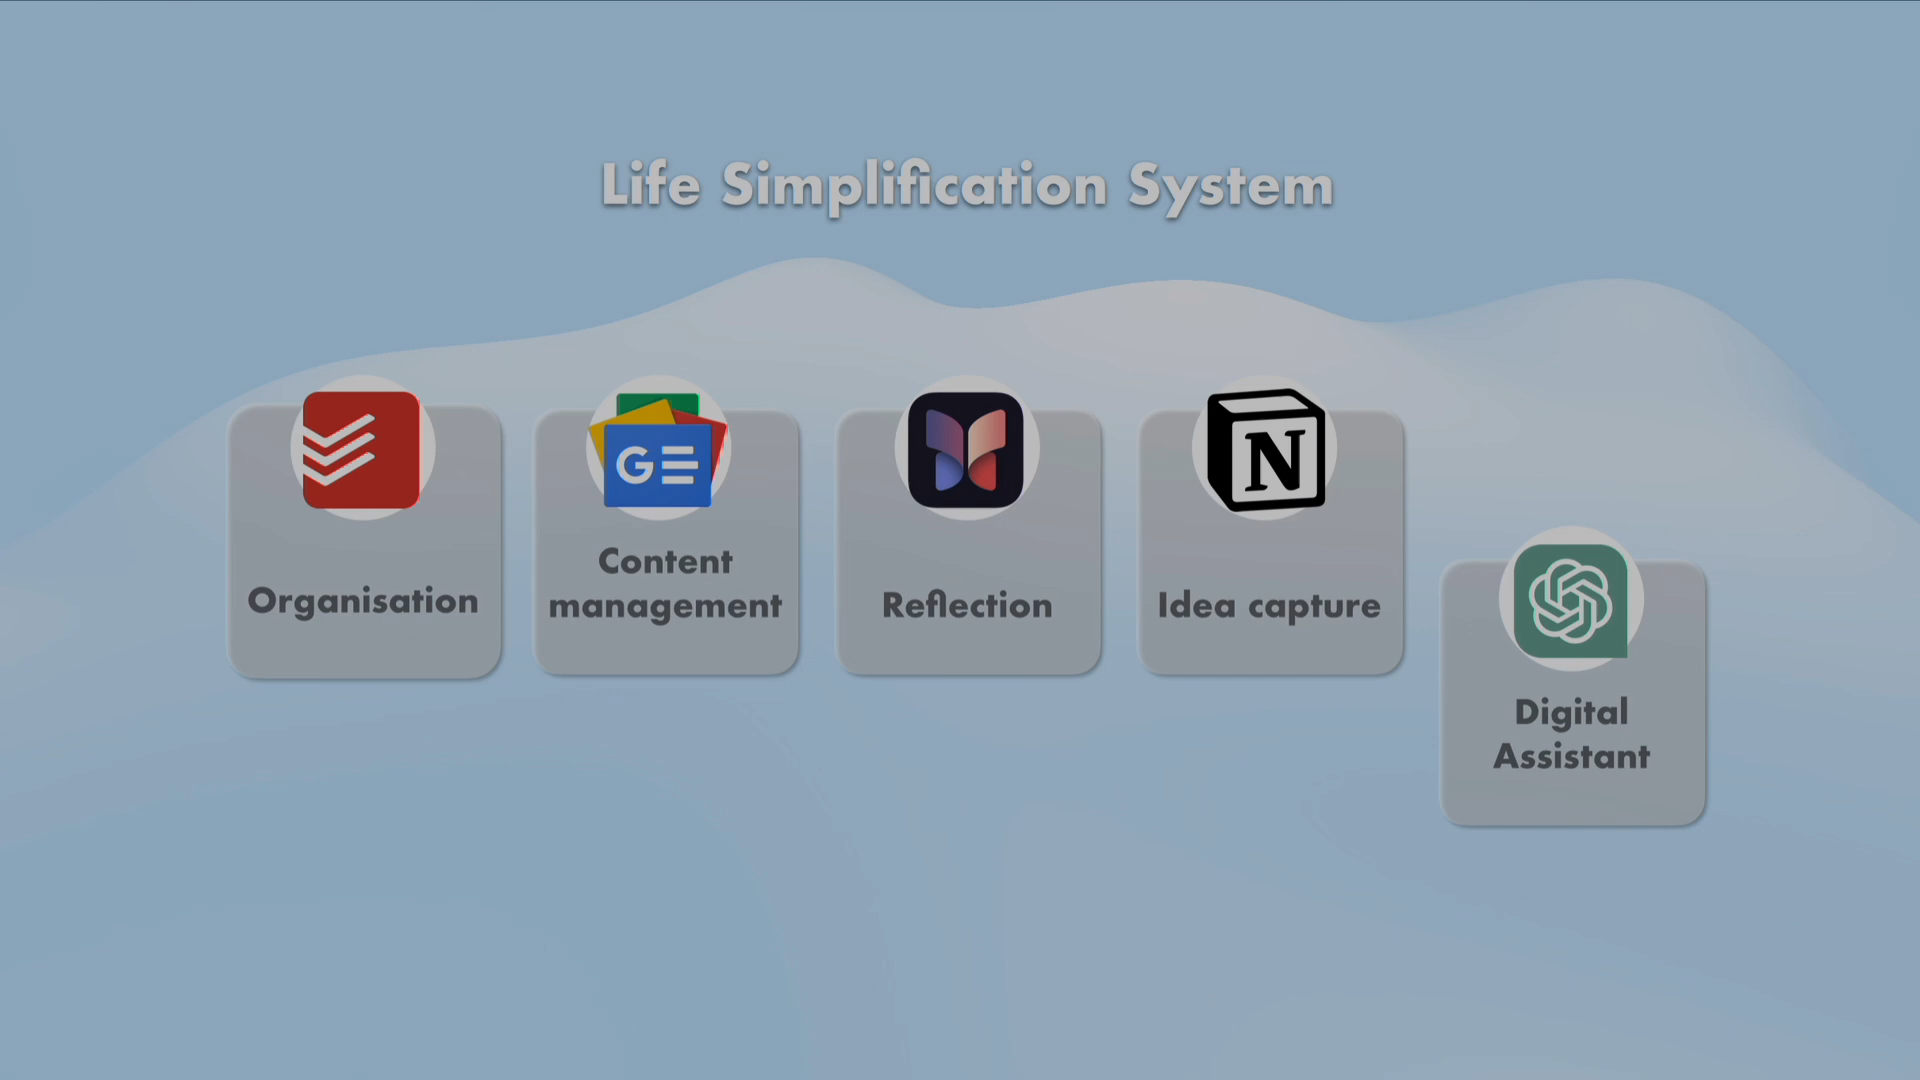 Life Simplification System
Organisation
Content
management
Reflection
Idea capture
Digital
Assistant
G
N